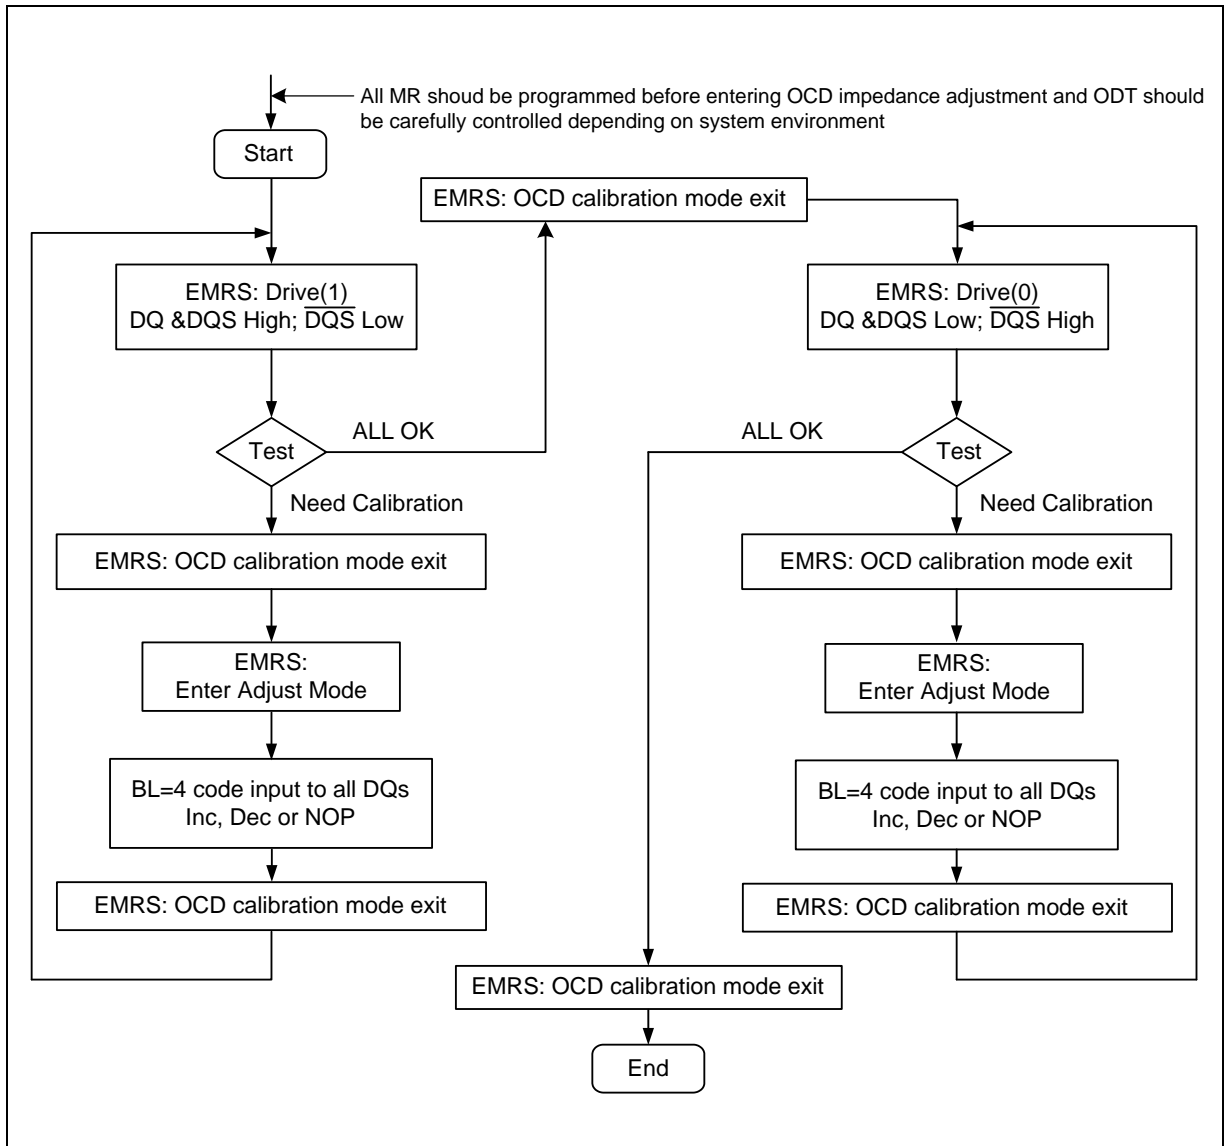 All MR shoud be programmed before entering OCD impedance adjustment and ODT should
be carefully controlled depending on system environment
Start
EMRS: Drive(1)
DQ &DQS High; D̅Q̅S̅ Low
Test
ALL OK
Need Calibration
EMRS: OCD calibration mode exit
EMRS:
Enter Adjust Mode
BL=4 code input to all DQs
Inc, Dec or NOP
EMRS: OCD calibration mode exit
EMRS: OCD calibration mode exit
EMRS: Drive(0)
DQ &DQS Low; D̅Q̅S̅ High
Test
ALL OK
Need Calibration
EMRS: OCD calibration mode exit
EMRS:
Enter Adjust Mode
BL=4 code input to all DQs
Inc, Dec or NOP
EMRS: OCD calibration mode exit
EMRS: OCD calibration mode exit
End